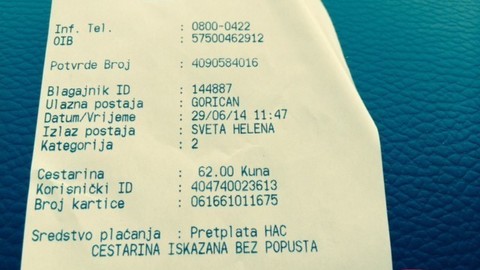 Inf. Tel. : 0800-0422
OIB : 57500462912
Potvrde Broj : 4090584016
Blagajnik ID : 144887
Ulazna postaja : GORICAN
Datum/Vrijeme : 29/06/14 11:47
Izlaz postaja : SVETA HELENA
Kategorija : 2
Cestarina : 62.00 Kuna
Korisnički ID : 404740023613
Broj kartice : 061661011675
Sredstvo plačanja : Pretplata HAC
CESTARINA ISKAZANA BEZ POPUSTA